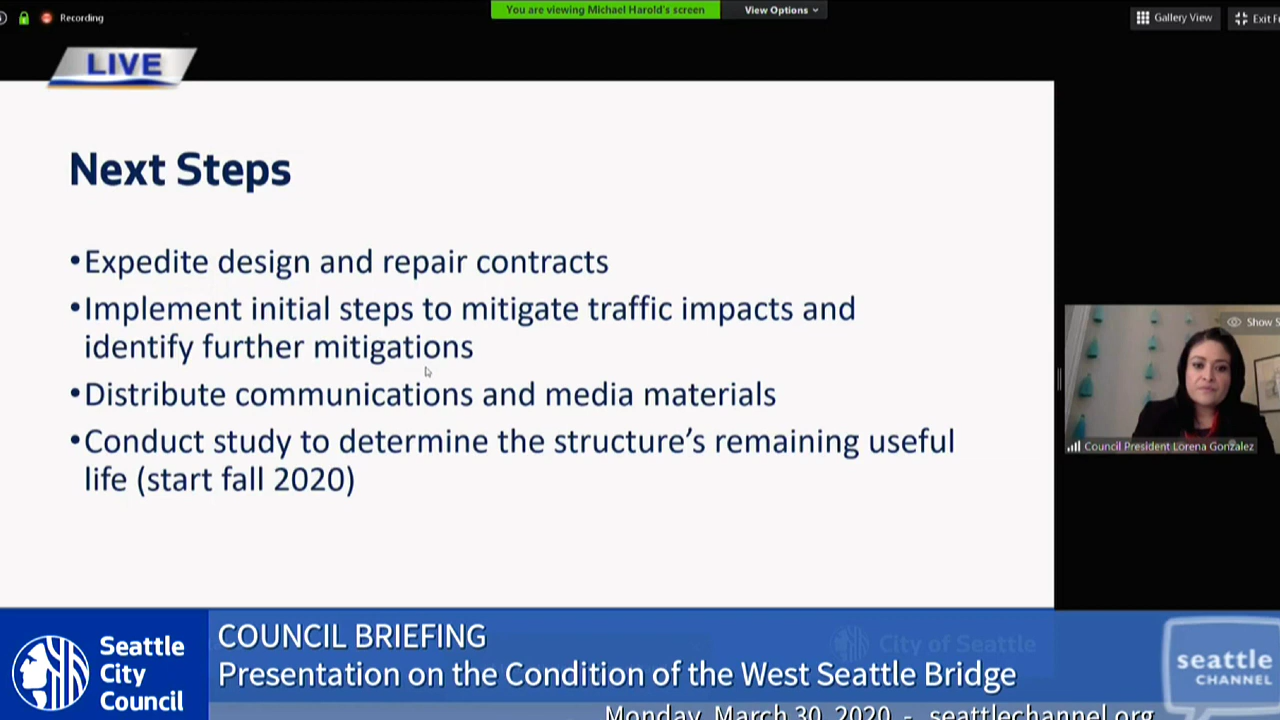 Recording
You are viewing Michael Harold's screen
View Options
Gallery View
Exit
LIVE
Next Steps
•Expedite design and repair contracts
•Implement initial steps to mitigate traffic impacts and
identify further mitigations
•Distribute communications and media materials
•Conduct study to determine the structure's remaining useful
life (start fall 2020)
Show
Council President Lorena González
Seattle
City
Council
COUNCIL BRIEFING
Presentation on the Condition of the West Seattle Bridge
City of Seattle
Monday, March 30, 2020 - seattlechannel.org
seattle
CHANNEL